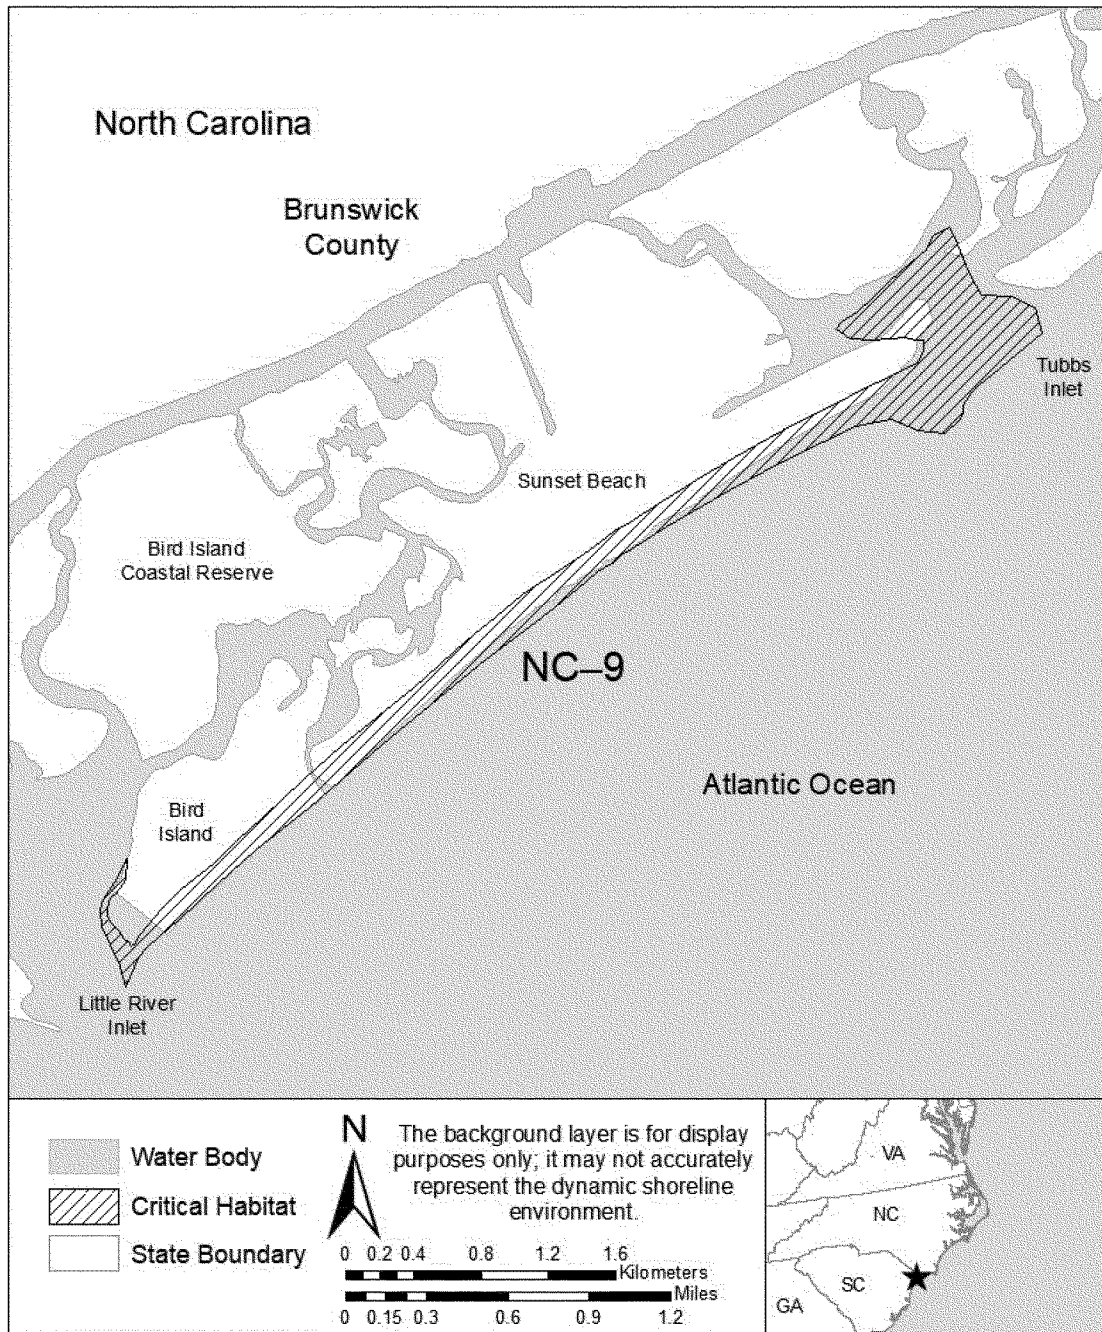 North Carolina
Brunswick
County
Tubbs
Inlet
Sunset Beach
Bird Island
Coastal Reserve
NC–9
Atlantic Ocean
Bird
Island
Little River
Inlet
Water Body
Critical Habitat
State Boundary
N
The background layer is for display
purposes only; it may not accurately
represent the dynamic shoreline
environment.
0 0.2 0.4 0.8 1.2 1.6
Kilometers
Miles
0 0.15 0.3 0.6 0.9 1.2
VA
NC
SC
GA